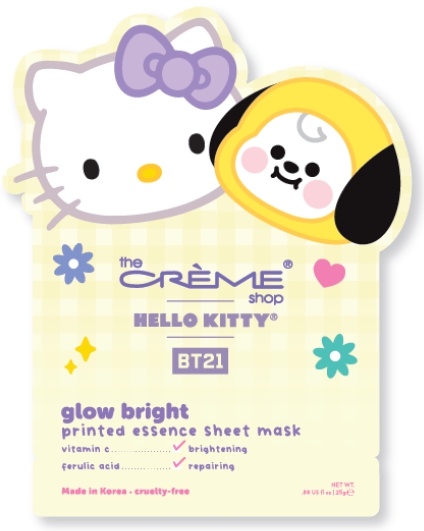 the
CRÈME®
shop
HELLO KITTY®
BT21
glow bright
printed essence sheet mask
vitamin c.................✓ brightening
ferulic acid..............✓ repairing
Made in Korea - cruelty-free
NET WT.
.88 US fl oz | 25g℮